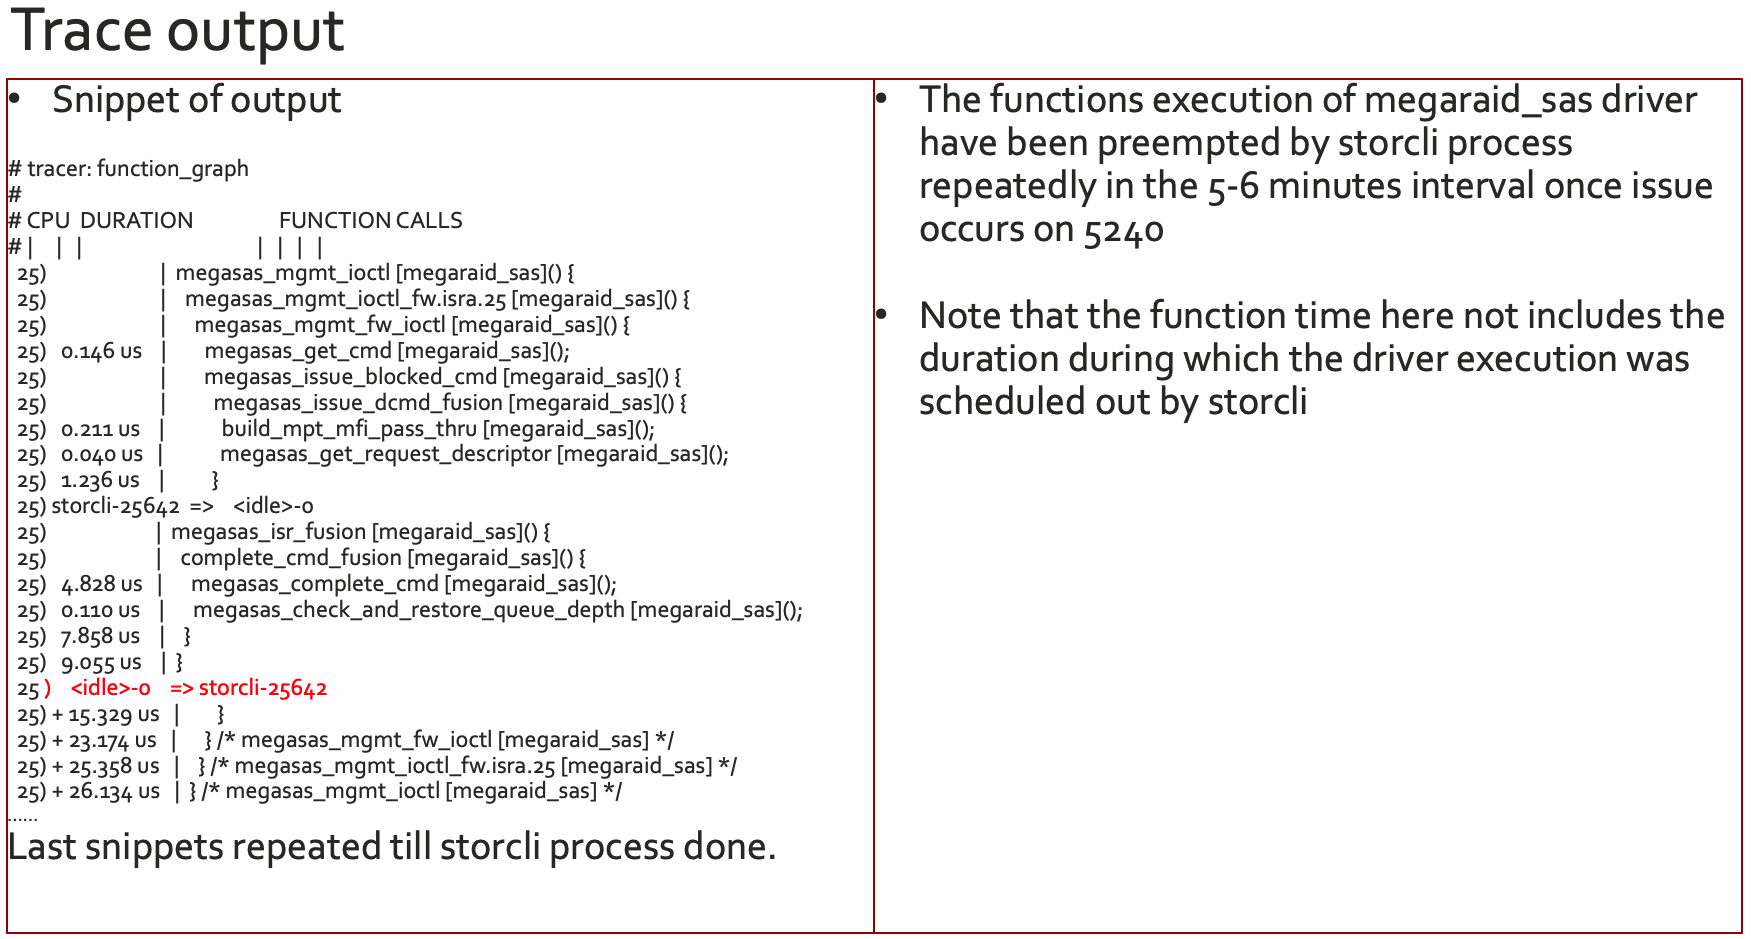 Trace output
• Snippet of output
# tracer: function_graph
#
# CPU  DURATION                  FUNCTION CALLS
# |     |   |                     |   |   |   |
25)               |  megasas_mgmt_ioctl [megaraid_sas]() {
25)               |    megasas_mgmt_ioctl_fw.isra.25 [megaraid_sas]() {
25)               |      megasas_mgmt_fw_ioctl [megaraid_sas]() {
25)   0.146 us    |        megasas_get_cmd [megaraid_sas]();
25)               |        megasas_issue_blocked_cmd [megaraid_sas]() {
25)               |          megasas_issue_dcmd_fusion [megaraid_sas]() {
25)   0.211 us    |            build_mpt_mfi_pass_thru [megaraid_sas]();
25)   0.040 us    |            megasas_get_request_descriptor [megaraid_sas]();
25)   1.236 us    |          }
25) storcli-25642  =>    <idle>-0
25)               |  megasas_isr_fusion [megaraid_sas]() {
25)               |    complete_cmd_fusion [megaraid_sas]() {
25)   4.828 us    |      megasas_complete_cmd [megaraid_sas]();
25)   0.110 us    |      megasas_check_and_restore_queue_depth [megaraid_sas]();
25)   7.858 us    |    }
25)   9.055 us    |  }
25 )    <idle>-0    => storcli-25642
25) + 15.329 us   |        }
25) + 23.174 us   |      } /* megasas_mgmt_fw_ioctl [megaraid_sas] */
25) + 25.358 us   |    } /* megasas_mgmt_ioctl_fw.isra.25 [megaraid_sas] */
25) + 26.134 us   |  } /* megasas_mgmt_ioctl [megaraid_sas] */
......
Last snippets repeated till storcli process done.
• The functions execution of megaraid_sas driver
have been preempted by storcli process
repeatedly in the 5-6 minutes interval once issue
occurs on 5240
• Note that the function time here not includes the
duration during which the driver execution was
scheduled out by storcli